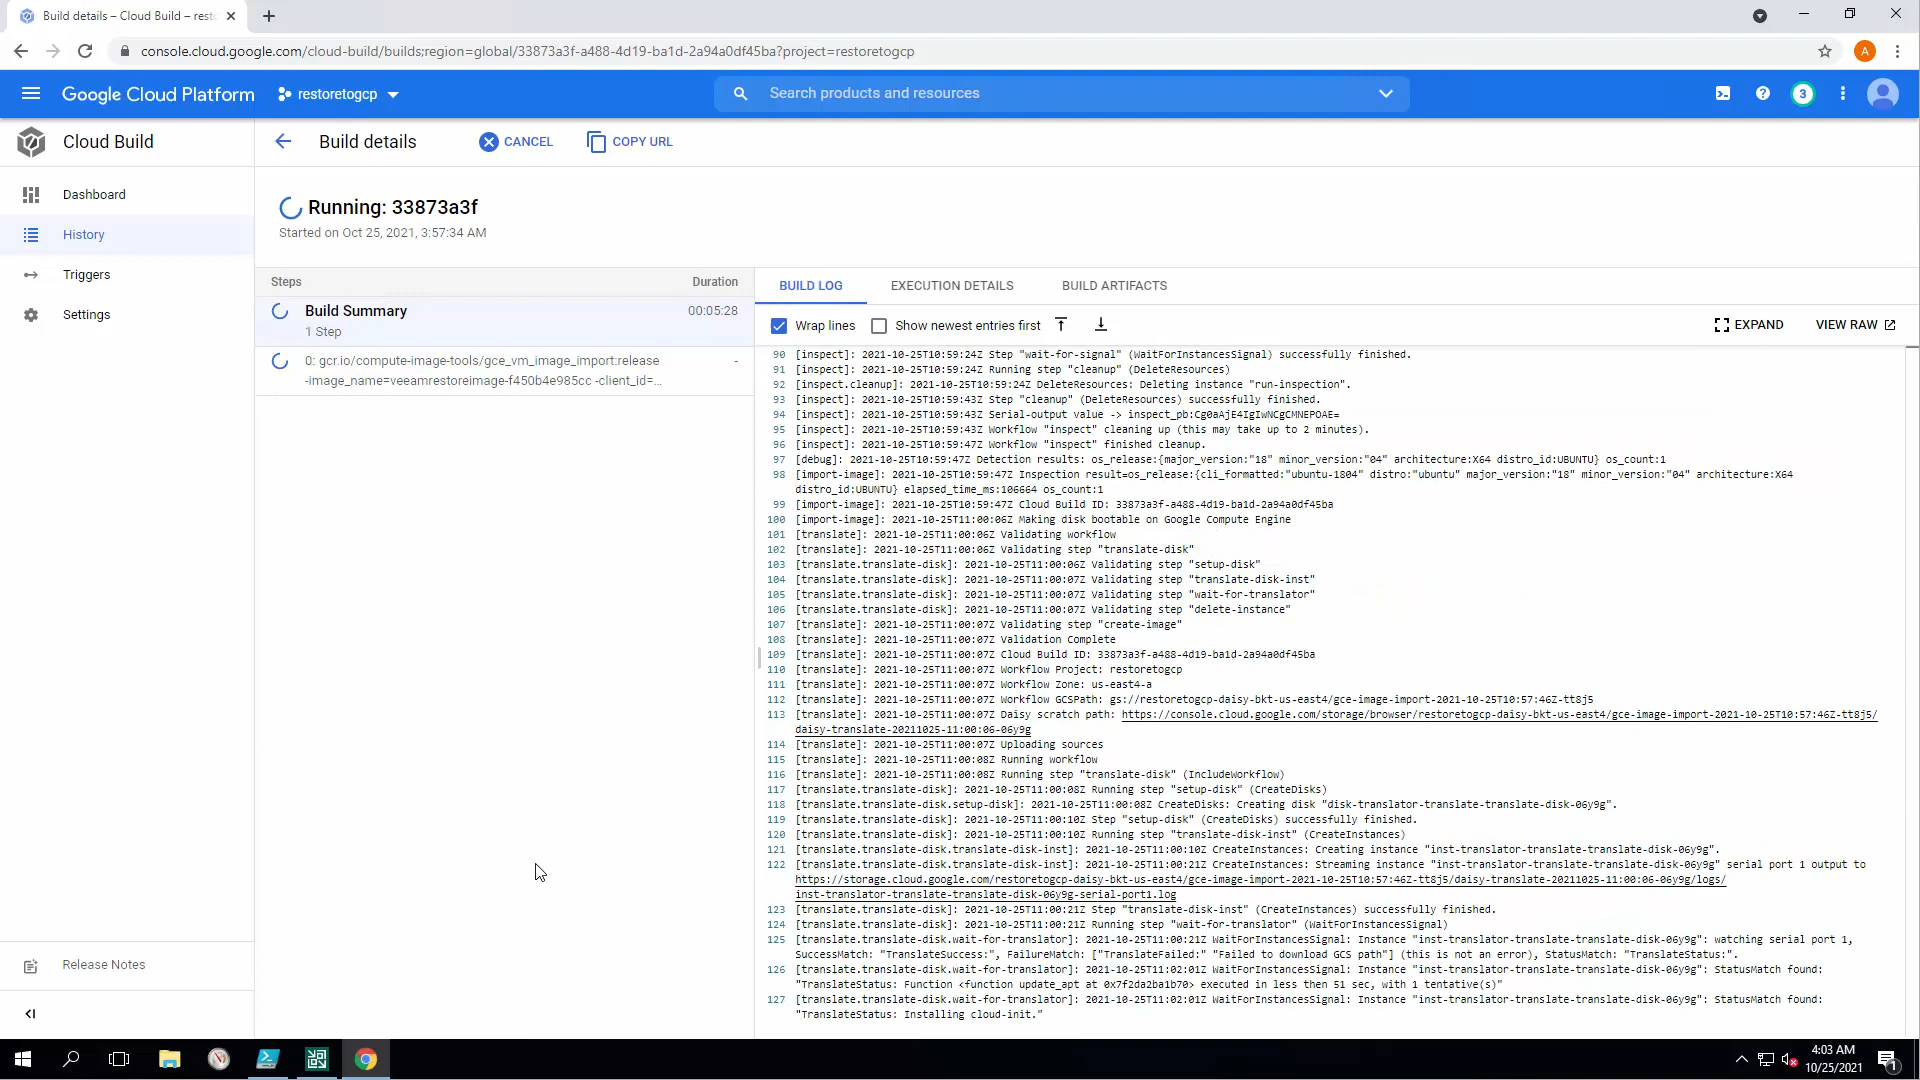 Build details – Cloud Build – rest
console.cloud.google.com/cloud-build/builds;region=global/33873a3f-a488-4d19-ba1d-2a94a0df45ba?project=restoretogcp
A
Google Cloud Platform
restoretogcp
Search products and resources
3
Cloud Build
Build details
CANCEL
COPY URL
Dashboard
History
Triggers
Settings
Release Notes
Running: 33873a3f
Started on Oct 25, 2021, 3:57:34 AM
Steps Duration
Build Summary 00:05:28
1 Step
0: gcr.io/compute-image-tools/gce_vm_image_import:release -
-image_name=veeamrestoreimage-f450b4e985cc -client_id=...
BUILD LOG EXECUTION DETAILS BUILD ARTIFACTS
Wrap lines Show newest entries first EXPAND VIEW RAW
90 [inspect]: 2021-10-25T10:59:24Z Step "wait-for-signal" (WaitForInstancesSignal) successfully finished.
91 [inspect]: 2021-10-25T10:59:24Z Running step "cleanup" (DeleteResources)
92 [inspect.cleanup]: 2021-10-25T10:59:24Z DeleteResources: Deleting instance "run-inspection".
93 [inspect]: 2021-10-25T10:59:43Z Step "cleanup" (DeleteResources) successfully finished.
94 [inspect]: 2021-10-25T10:59:43Z Serial-output value -> inspect_pb:Cg0aAjE4IgIwNCgCMNEPOAE=
95 [inspect]: 2021-10-25T10:59:43Z Workflow "inspect" cleaning up (this may take up to 2 minutes).
96 [inspect]: 2021-10-25T10:59:47Z Workflow "inspect" finished cleanup.
97 [debug]: 2021-10-25T10:59:47Z Detection results: os_release:{major_version:"18" minor_version:"04" architecture:X64 distro_id:UBUNTU} os_count:1
98 [import-image]: 2021-10-25T10:59:47Z Inspection result=os_release:{cli_formatted:"ubuntu-1804" distro:"ubuntu" major_version:"18" minor_version:"04" architecture:X64
distro_id:UBUNTU} elapsed_time_ms:106664 os_count:1
99 [import-image]: 2021-10-25T10:59:47Z Cloud Build ID: 33873a3f-a488-4d19-ba1d-2a94a0df45ba
100 [import-image]: 2021-10-25T11:00:06Z Making disk bootable on Google Compute Engine
101 [translate]: 2021-10-25T11:00:06Z Validating workflow
102 [translate]: 2021-10-25T11:00:06Z Validating step "translate-disk"
103 [translate.translate-disk]: 2021-10-25T11:00:06Z Validating step "setup-disk"
104 [translate.translate-disk]: 2021-10-25T11:00:07Z Validating step "translate-disk-inst"
105 [translate.translate-disk]: 2021-10-25T11:00:07Z Validating step "wait-for-translator"
106 [translate.translate-disk]: 2021-10-25T11:00:07Z Validating step "delete-instance"
107 [translate]: 2021-10-25T11:00:07Z Validating step "create-image"
108 [translate]: 2021-10-25T11:00:07Z Validation Complete
109 [translate]: 2021-10-25T11:00:07Z Cloud Build ID: 33873a3f-a488-4d19-ba1d-2a94a0df45ba
110 [translate]: 2021-10-25T11:00:07Z Workflow Project: restoretogcp
111 [translate]: 2021-10-25T11:00:07Z Workflow Zone: us-east4-a
112 [translate]: 2021-10-25T11:00:07Z Workflow GCSPath: gs://restoretogcp-daisy-bkt-us-east4/gce-image-import-2021-10-25T10:57:46Z-tt8j5
113 [translate]: 2021-10-25T11:00:07Z Daisy scratch path: https://console.cloud.google.com/storage/browser/restoretogcp-daisy-bkt-us-east4/gce-image-import-2021-10-25T10:57:46Z-tt8j5/
daisy-translate-20211025-11:00:06-06y9g
114 [translate]: 2021-10-25T11:00:07Z Uploading sources
115 [translate]: 2021-10-25T11:00:08Z Running workflow
116 [translate]: 2021-10-25T11:00:08Z Running step "translate-disk" (IncludeWorkflow)
117 [translate.translate-disk]: 2021-10-25T11:00:08Z Running step "setup-disk" (CreateDisks)
118 [translate.translate-disk.setup-disk]: 2021-10-25T11:00:08Z CreateDisks: Creating disk "disk-translator-translate-translate-disk-06y9g".
119 [translate.translate-disk]: 2021-10-25T11:00:10Z Step "setup-disk" (CreateDisks) successfully finished.
120 [translate.translate-disk]: 2021-10-25T11:00:10Z Running step "translate-disk-inst" (CreateInstances)
121 [translate.translate-disk.translate-disk-inst]: 2021-10-25T11:00:10Z CreateInstances: Creating instance "inst-translator-translate-translate-disk-06y9g".
122 [translate.translate-disk.translate-disk-inst]: 2021-10-25T11:00:21Z CreateInstances: Streaming instance "inst-translator-translate-translate-disk-06y9g" serial port 1 output to
https://storage.cloud.google.com/restoretogcp-daisy-bkt-us-east4/gce-image-import-2021-10-25T10:57:46Z-tt8j5/daisy-translate-20211025-11:00:06-06y9g/logs/
inst-translator-translate-translate-disk-06y9g-serial-port1.log
123 [translate.translate-disk]: 2021-10-25T11:00:21Z Step "translate-disk-inst" (CreateInstances) successfully finished.
124 [translate.translate-disk]: 2021-10-25T11:00:21Z Running step "wait-for-translator" (WaitForInstancesSignal)
125 [translate.translate-disk.wait-for-translator]: 2021-10-25T11:00:21Z WaitForInstancesSignal: Instance "inst-translator-translate-translate-disk-06y9g": watching serial port 1,
SuccessMatch: "TranslateSuccess:", FailureMatch: ["TranslateFailed:" "Failed to download GCS path"] (this is not an error), StatusMatch: "TranslateStatus:".
126 [translate.translate-disk.wait-for-translator]: 2021-10-25T11:02:01Z WaitForInstancesSignal: Instance "inst-translator-translate-translate-disk-06y9g": StatusMatch found:
"TranslateStatus: Function <function update_apt at 0x7f2da2ba1b70> executed in less then 51 sec, with 1 tentative(s)"
127 [translate.translate-disk.wait-for-translator]: 2021-10-25T11:02:01Z WaitForInstancesSignal: Instance "inst-translator-translate-translate-disk-06y9g": StatusMatch found:
"TranslateStatus: Installing cloud-init."
4:03 AM
10/25/2021
1